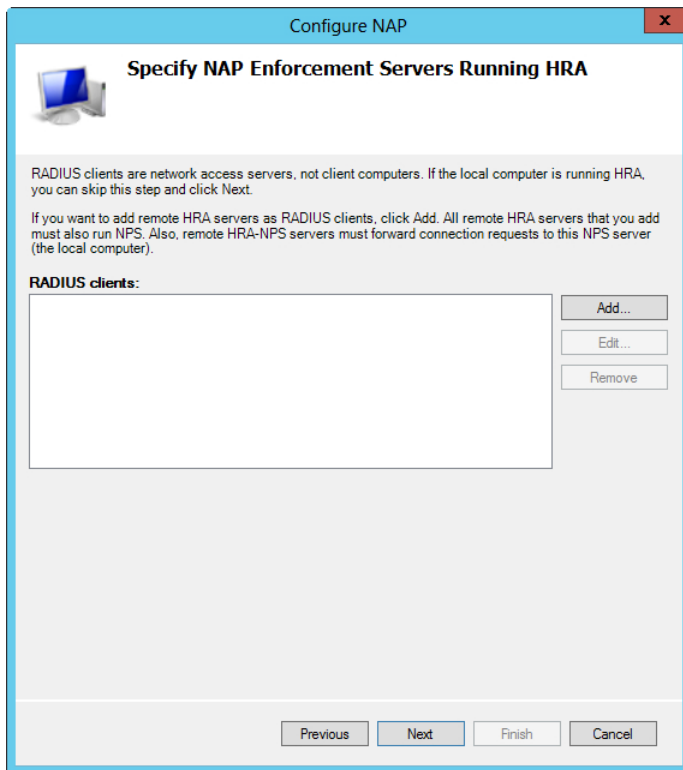 Configure NAP
x
Specify NAP Enforcement Servers Running HRA
RADIUS clients are network access servers, not client computers. If the local computer is running HRA,
you can skip this step and click Next.
If you want to add remote HRA servers as RADIUS clients, click Add. All remote HRA servers that you add
must also run NPS. Also, remote HRA-NPS servers must forward connection requests to this NPS server
(the local computer).
RADIUS clients:
Add...
Edit...
Remove
Previous Next Finish Cancel